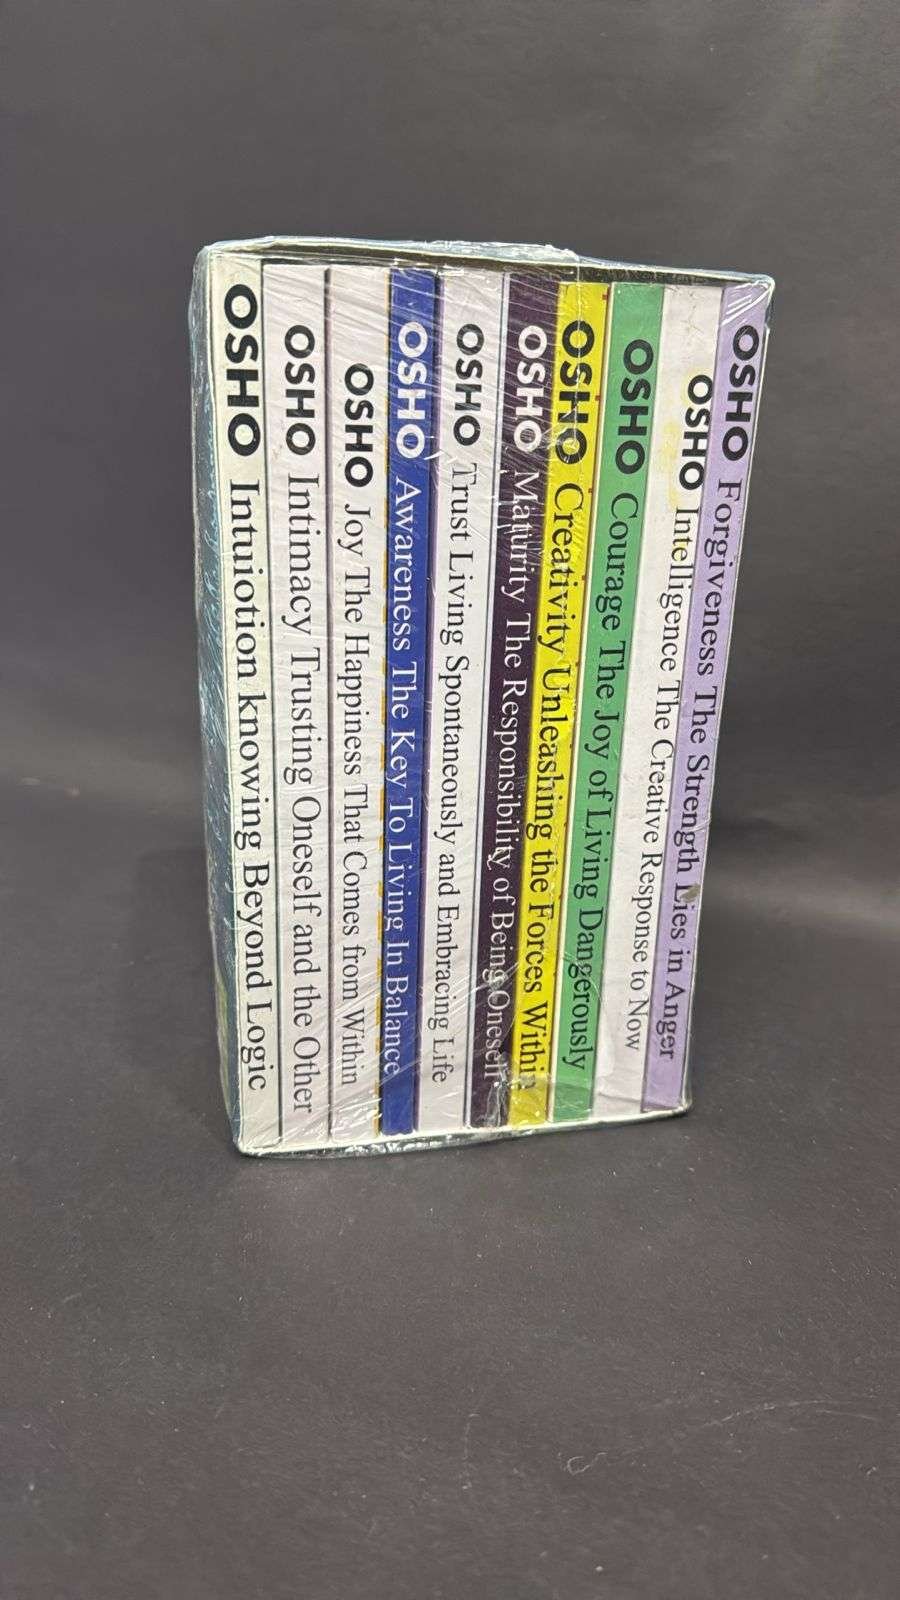 OSHO Intuiotion knowing Beyond Logic
OSHO Intimacy Trusting Oneself and the Other
OSHO Joy The Happiness That Comes from Within
OSHO Awareness The Key To Living In Balance
OSHO Trust Living Spontaneously and Embracing Life
OSHO Maturity The Responsibility of Being Oneself
OSHO Creativity Unleashing the Forces Within
OSHO Courage The Joy of Living Dangerously
OSHO Intelligence The Creative Response to Now
OSHO Forgiveness The Strength Lies in Anger